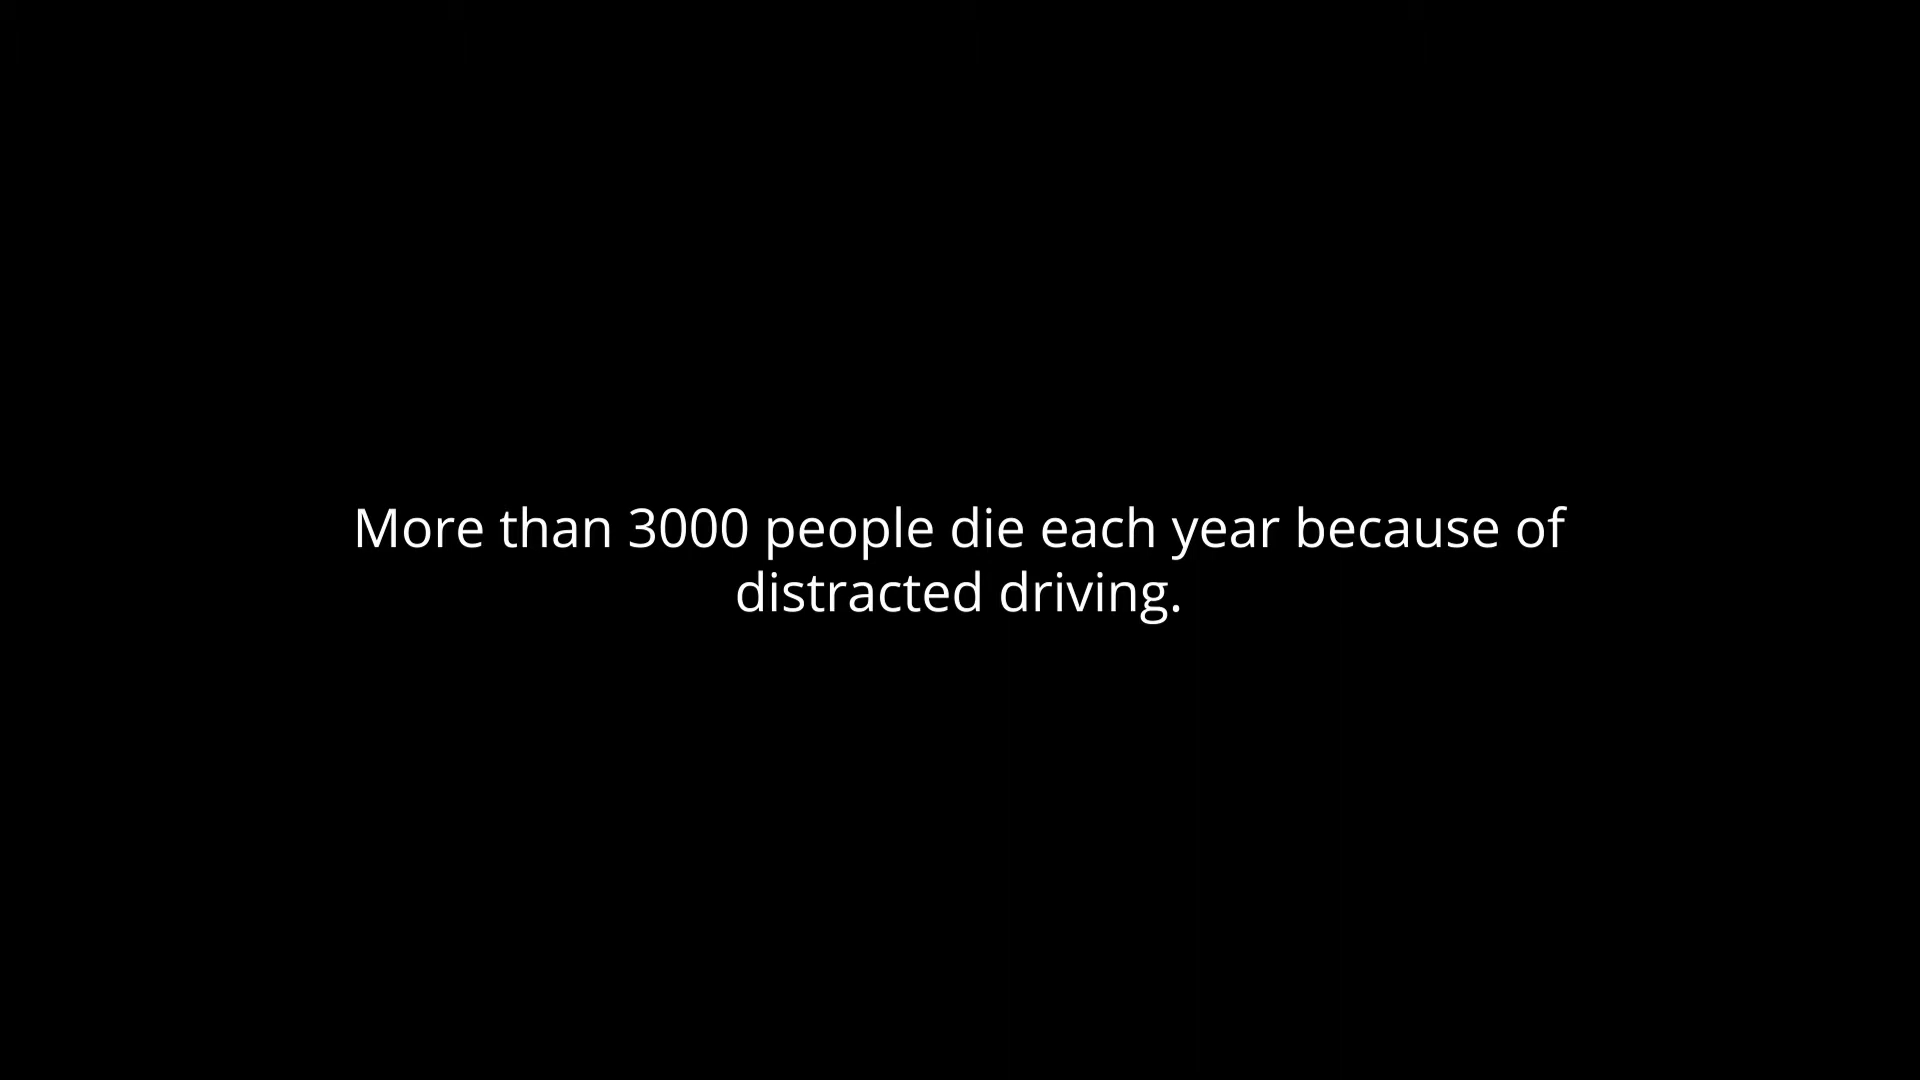 More than 3000 people die each year because of
distracted driving.